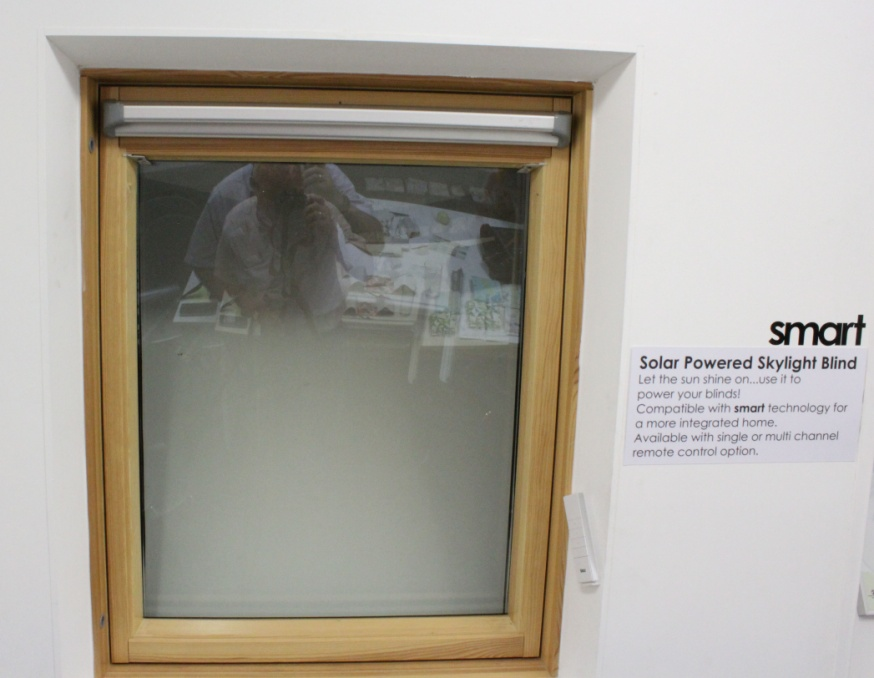 smart
Solar Powered Skylight Blind
Let the sun shine on...use it to
power your blinds!
Compatible with smart technology for
a more integrated home.
Available with single or multi channel
remote control option.